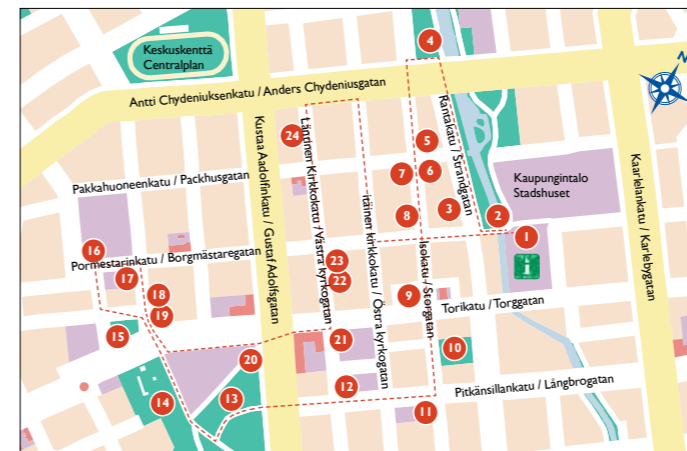 4
Keskuskenttä
Centralplan
N
Antti Chydeniuksenkatu / Anders Chydeniusgatan
24
5
Rantakatu / Strandgatan
Kustaa Aadolfinkatu / Gustaf Adolfsgatan
Läntinen Kirkkokatu / Västra kyrkogatan
Itäinen kirkkokatu / Östra kyrkogatan
Isokatu / Storgatan
Kaarlelankatu / Karlebygatan
Pakkahuoneenkatu / Packhusgatan
7
6
Kaupungintalo
Stadshuset
8
3
2
1
i
16
Pormestarinkatu / Borgmästaregatan
17
23
22
18
19
9
Torikatu / Torggatan
15
21
10
20
14
13
12
Pitkänsillankatu / Långbrogatan
11